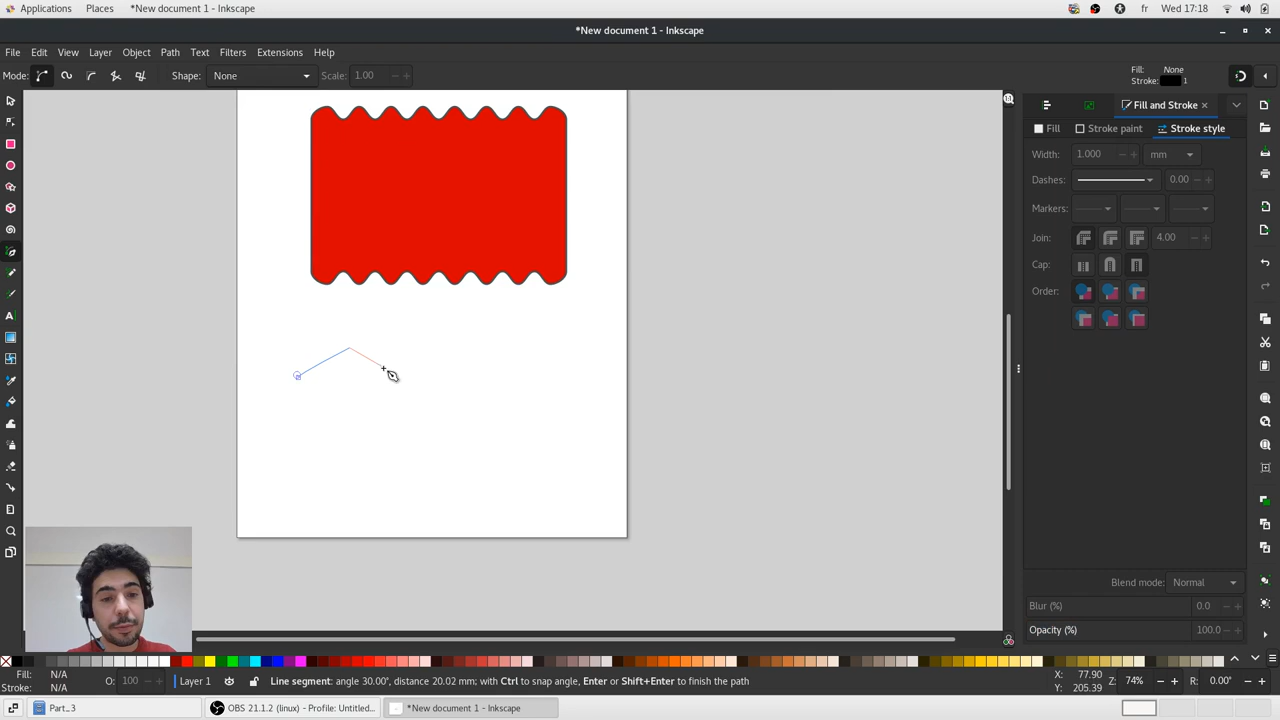 Applications Places *New document 1 - Inkscape fr Wed 17:18
*New document 1 - Inkscape
File Edit View Layer Object Path Text Filters Extensions Help
Mode: Shape: None Scale: 1.00 Fill: None
Stroke: 1
Fill and Stroke
Fill Stroke paint Stroke style
Width: 1.000 mm
Dashes: 0.00
Markers:
Join: 4.00
Cap:
Order:
Blend mode: Normal
Blur (%) 0.0
Opacity (%) 100.0
Fill: N/A
Stroke: N/A
O: 100 Layer 1 Line segment: angle 30.00°, distance 20.02 mm; with Ctrl to snap angle, Enter or Shift+Enter to finish the path
X: 77.90
Y: 205.39
Z: 74% R: 0.00°
Part_3 OBS 21.1.2 (linux) - Profile: Untitled... *New document 1 - Inkscape